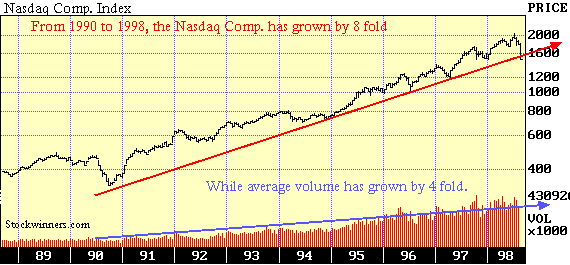 Nasdaq Comp. Index PRICE
From 1990 to 1998, the Nasdaq Comp. has grown by 8 fold
2000
1600
1200
1000
800
600
400
While average volume has grown by 4 fold.
430926
VOL
Stockwinners.com
x1000
89 90 91 92 93 94 95 96 97 98